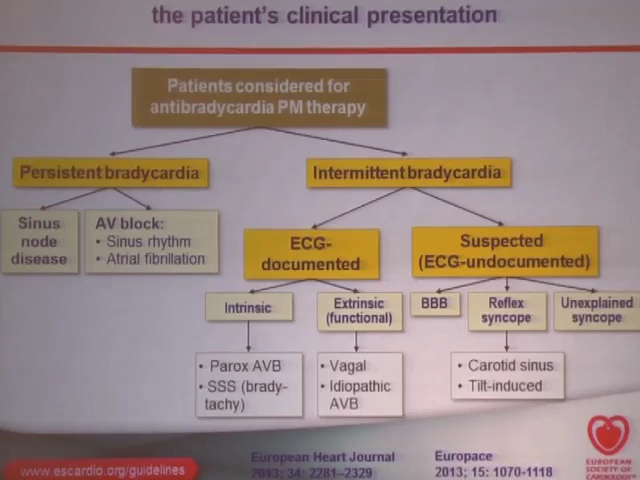 the patient's clinical presentation
Patients considered for
antibradycardia PM therapy
Persistent bradycardia
Intermittent bradycardia
Sinus
node
disease
AV block:
• Sinus rhythm
• Atrial fibrillation
ECG-
documented
Suspected
(ECG-undocumented)
Intrinsic
Extrinsic
(functional)
BBB
Reflex
syncope
Unexplained
syncope
• Parox AVB
• SSS (brady-
tachy)
• Vagal
• Idiopathic
AVB
• Carotid sinus
• Tilt-induced
www.escardio.org/guidelines
European Heart Journal
2013; 34: 2281–2329
Europace
2013; 15: 1070-1118
EUROPEAN
SOCIETY OF
CARDIOLOGY